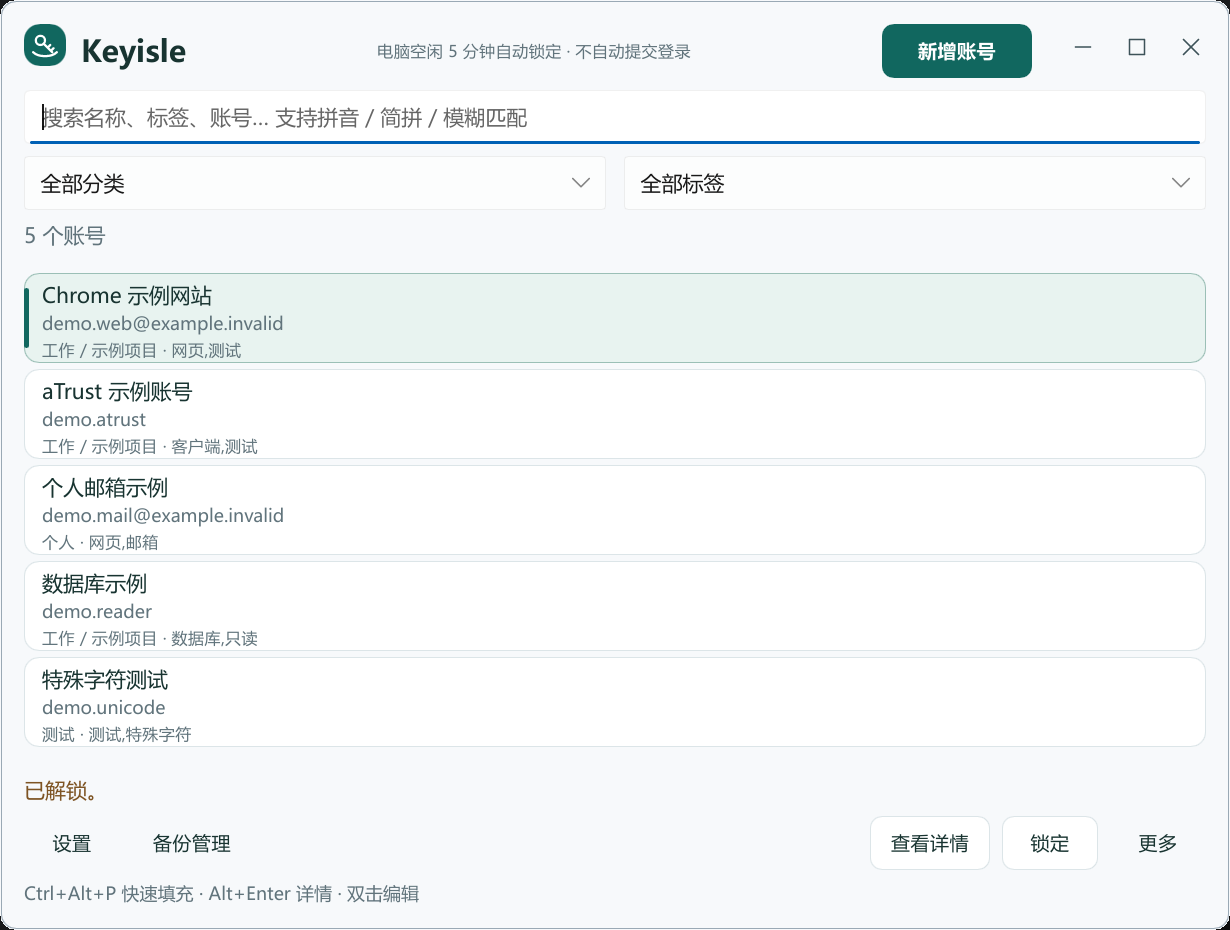 Keyisle
电脑空闲 5 分钟自动锁定 · 不自动提交登录
新增账号
搜索名称、标签、账号... 支持拼音 / 简拼 / 模糊匹配
全部分类
全部标签
5 个账号
Chrome 示例网站
demo.web@example.invalid
工作 / 示例项目 · 网页,测试
aTrust 示例账号
demo.atrust
工作 / 示例项目 · 客户端,测试
个人邮箱示例
demo.mail@example.invalid
个人 · 网页,邮箱
数据库示例
demo.reader
工作 / 示例项目 · 数据库,只读
特殊字符测试
demo.unicode
测试 · 测试,特殊字符
已解锁。
设置
备份管理
查看详情
锁定
更多
Ctrl+Alt+P 快速填充 · Alt+Enter 详情 · 双击编辑